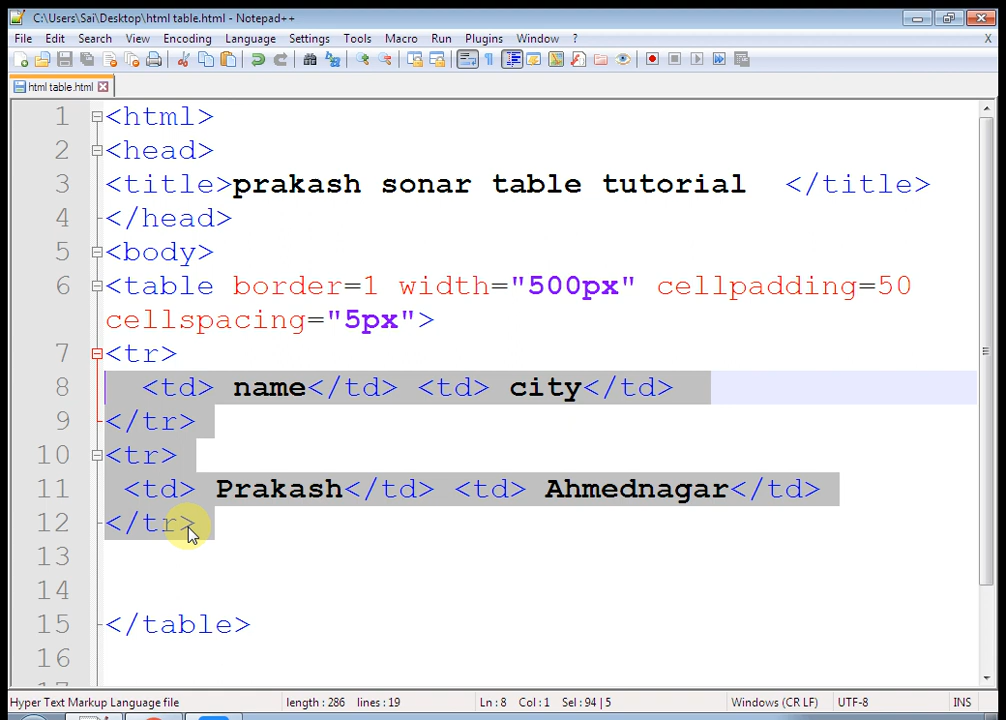 C:\Users\Sai\Desktop\html table.html - Notepad++
File Edit Search View Encoding Language Settings Tools Macro Run Plugins Window ? X
html table.html
1 <html>
2 <head>
3 <title>prakash sonar table tutorial </title>
4 </head>
5 <body>
6 <table border=1 width="500px" cellpadding=50
cellspacing="5px">
7 <tr>
8 <td> name</td> <td> city</td>
9 </tr>
10 <tr>
11 <td> Prakash</td> <td> Ahmednagar</td>
12 </tr>
13
14
15 </table>
16
Hyper Text Markup Language file length : 286 lines : 19 Ln : 8 Col : 1 Sel : 94 | 5 Windows (CR LF) UTF-8 INS